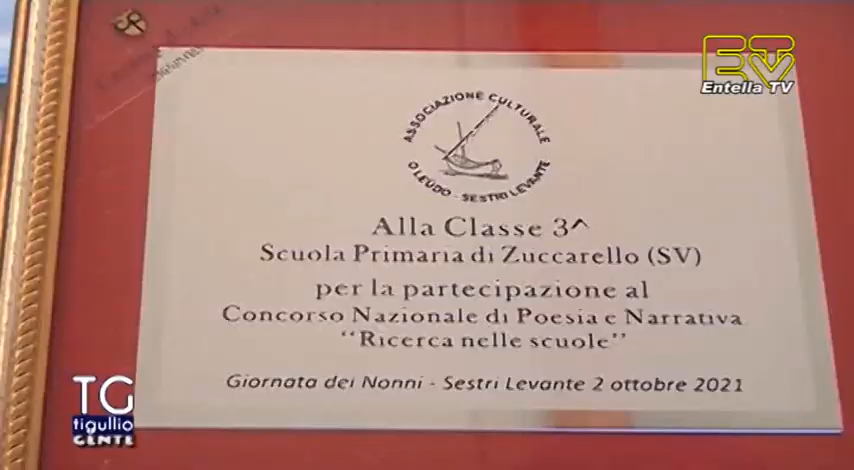 ETV
Entella TV
ASSOCIAZIONE CULTURALE
O LEÜDO - SESTRI LEVANTE
Alla Classe 3^
Scuola Primaria di Zuccarello (SV)
per la partecipazione al
Concorso Nazionale di Poesia e Narrativa
“Ricerca nelle scuole”
Giornata dei Nonni - Sestri Levante 2 ottobre 2021
TG
tigullio
GENTE